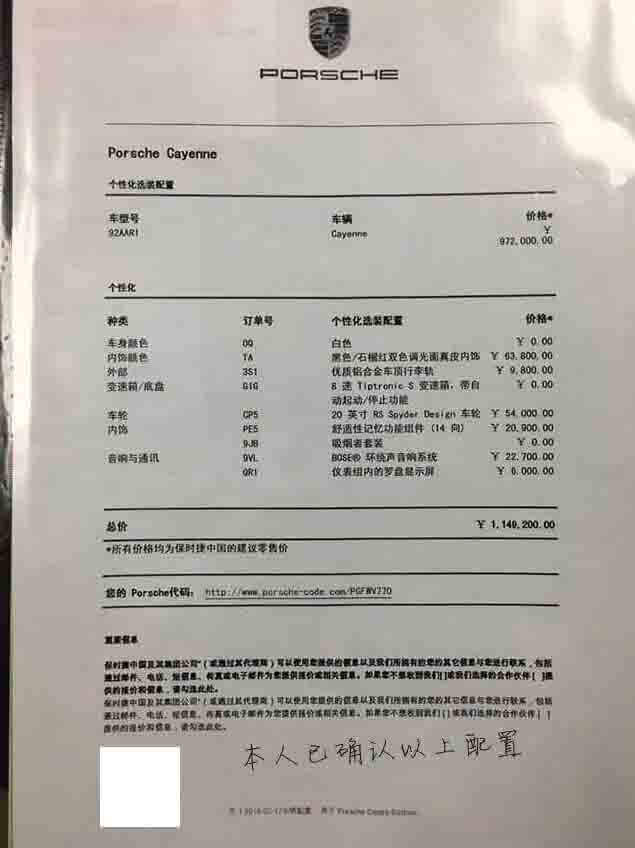 PORSCHE
Porsche Cayenne
个性化选装配置
车型号 车辆 价格*
92AAR1 Cayenne ¥
972,000.00
个性化
种类 订单号 个性化选装配置 价格*
车身颜色 0Q 白色 ¥ 0.00
内饰颜色 TA 黑色/石榴红双色调光面真皮内饰 ¥ 63,800.00
外部 3S1 优质铝合金车顶行李轨 ¥ 9,800.00
变速箱/底盘 G1G 8 速 Tiptronic S 变速箱，带自 ¥ 0.00
动起动/停止功能
车轮 CP5 20 英寸 RS Spyder Design 车轮 ¥ 54,000.00
内饰 PE5 舒适性记忆功能组件 (14 向) ¥ 20,900.00
9JB 吸烟者套装 ¥ 0.00
音响与通讯 9VL BOSE® 环绕声音响系统 ¥ 22,700.00
QR1 仪表组内的罗盘显示屏 ¥ 6,000.00
总价 ¥ 1,149,200.00
*所有价格均为保时捷中国的建议零售价
您的 Porsche代码: http://www.porsche-code.com/PGFWV770
重要信息
保时捷中国及其集团公司*(或通过其代理商)可以使用您提供的信息以及我们所拥有的您的其它信息与您进行联系，包括
通过邮件、电话、短信息、传真或电子邮件为您提供报价或相关信息。如果您不想收到我们[]或我们选择的合作伙伴[ ]提
供的报价和信息，请勾选此处。
保时捷中国及其集团公司*(或通过其代理商)可以使用您提供的信息以及我们所拥有的您的其它信息与您进行联系，包括
通过邮件、电话、短信息、传真或电子邮件为您提供报价或相关信息。如果您不想收到我们[]或我们选择的合作伙伴[ ]
提供的报价和信息，请勾选此处。
本人已确认以上配置